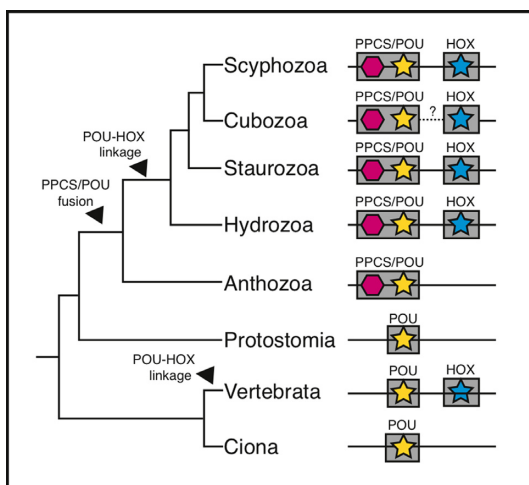 PPCS/POU HOX
Scyphozoa
PPCS/POU ? HOX
Cubozoa
POU-HOX
linkage
PPCS/POU HOX
Staurozoa
PPCS/POU
fusion
PPCS/POU HOX
Hydrozoa
PPCS/POU
Anthozoa
POU
Protostomia
POU-HOX
linkage
POU HOX
Vertebrata
POU
Ciona